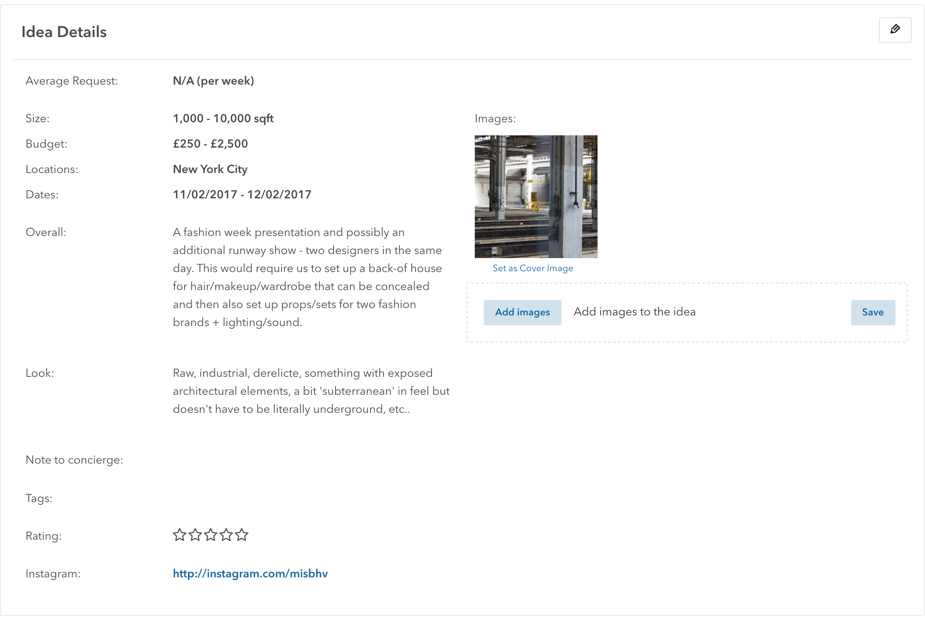 Idea Details
Average Request: N/A (per week)
Size: 1,000 - 10,000 sqft
Images:
Budget: £250 - £2,500
Locations: New York City
Dates: 11/02/2017 - 12/02/2017
Overall: A fashion week presentation and possibly an
additional runway show - two designers in the same
day. This would require us to set up a back-of house
for hair/makeup/wardrobe that can be concealed
and then also set up props/sets for two fashion
brands + lighting/sound.
Set as Cover Image
Add images Add images to the idea Save
Look: Raw, industrial, derelicte, something with exposed
architectural elements, a bit 'subterranean' in feel but
doesn't have to be literally underground, etc..
Note to concierge:
Tags:
Rating:
Instagram: http://instagram.com/misbhv